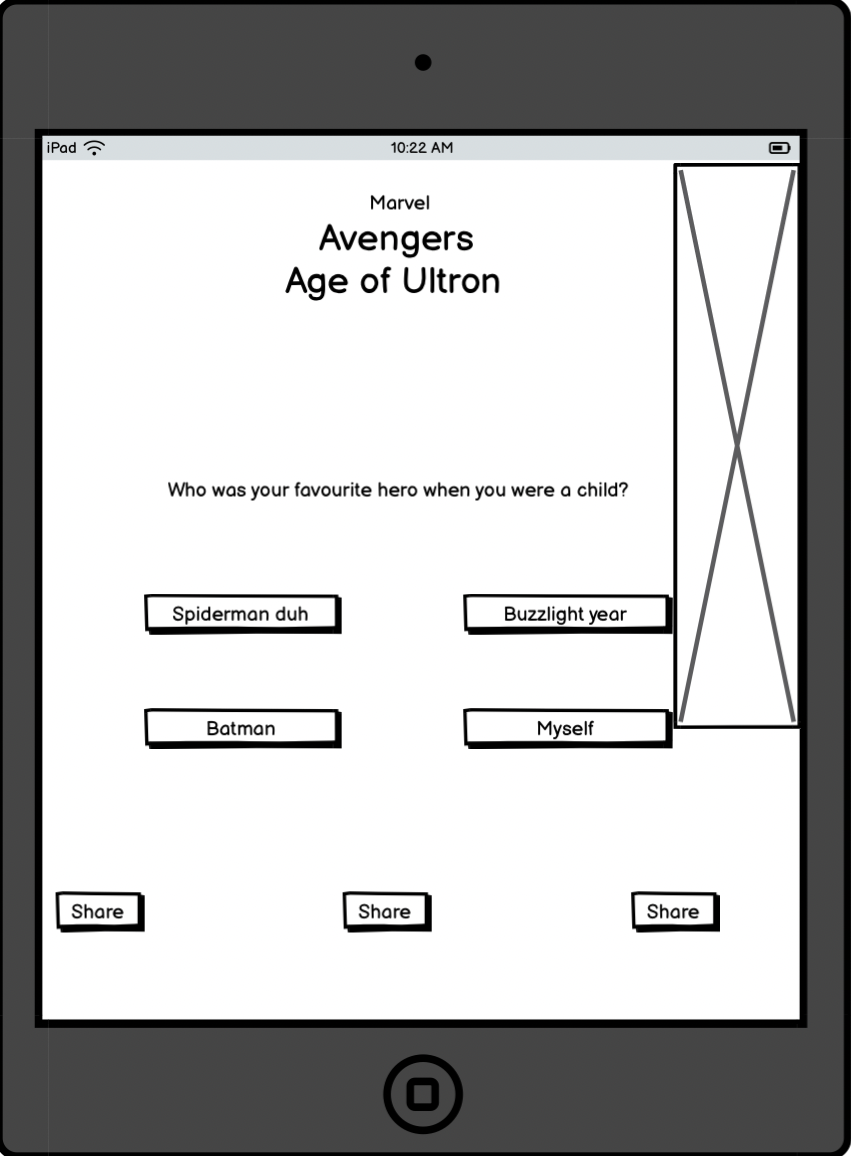 iPad
10:22 AM
Marvel
Avengers
Age of Ultron
Who was your favourite hero when you were a child?
Spiderman duh
Buzzlight year
Batman
Myself
Share
Share
Share